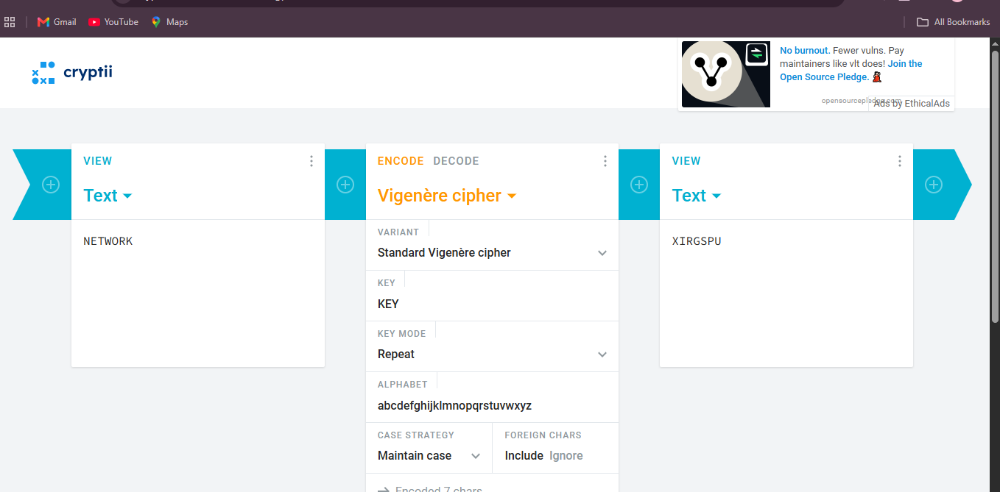 Gmail
YouTube
Maps
All Bookmarks
cryptii
No burnout. Fewer vulns. Pay
maintainers like vlt does! Join the
Open Source Pledge.
opensourcepledge.com
Ads by EthicalAds
VIEW
Text
NETWORK
ENCODE DECODE
Vigenère cipher
VARIANT
Standard Vigenère cipher
KEY
KEY
KEY MODE
Repeat
ALPHABET
abcdefghijklmnopqrstuvwxyz
CASE STRATEGY
Maintain case
FOREIGN CHARS
Include Ignore
Encoded 7 chars
VIEW
Text
XIRGSPU